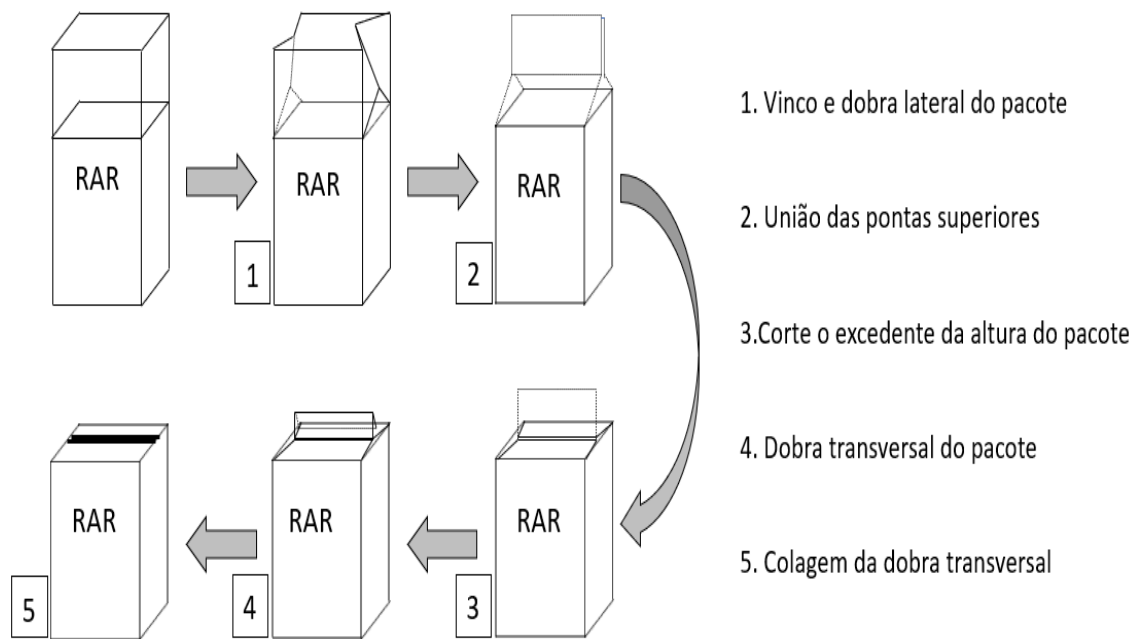 RAR
RAR
RAR
1
2
RAR
RAR
RAR
5
4
3
1. Vinco e dobra lateral do pacote
2. União das pontas superiores
3.Corte o excedente da altura do pacote
4. Dobra transversal do pacote
5. Colagem da dobra transversal